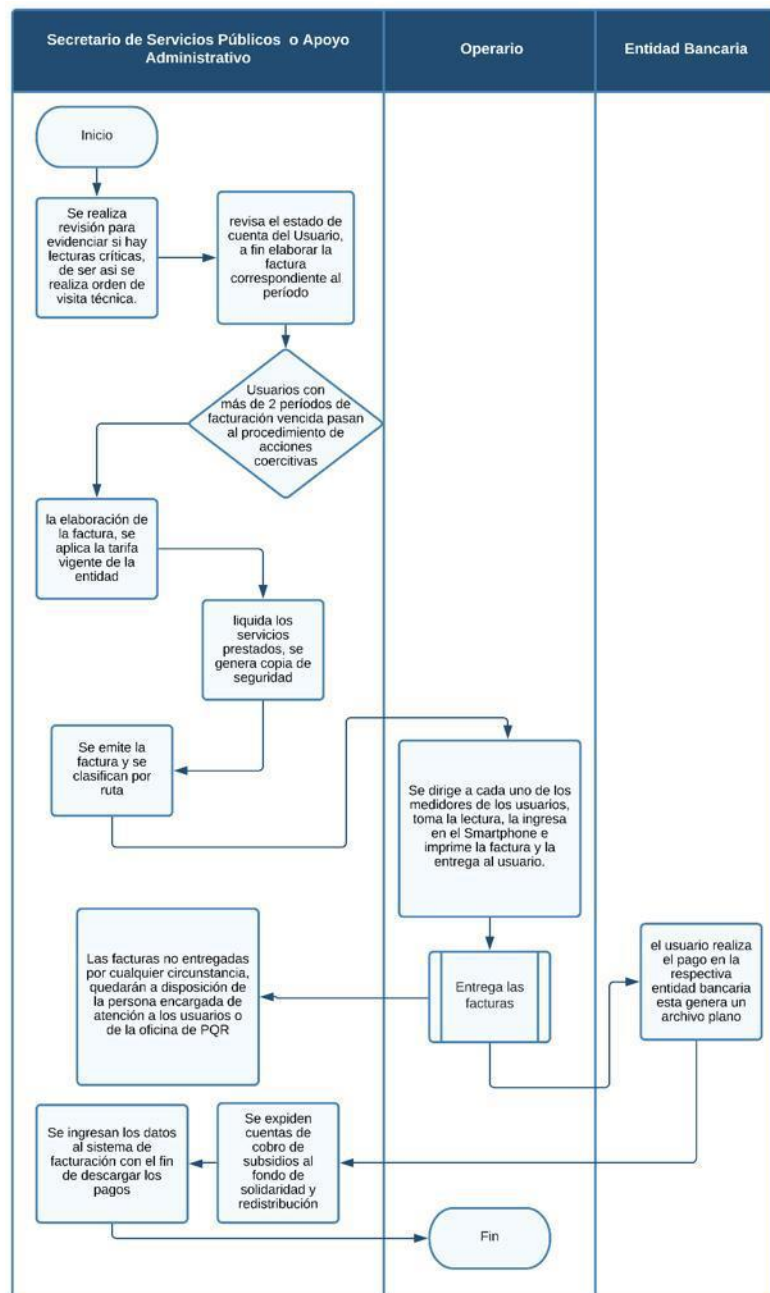 Secretario de Servicios Públicos o Apoyo
Administrativo
Operario
Entidad Bancaria
Inicio
Se realiza
revisión para
evidenciar si hay
lecturas críticas,
de ser asi se
realiza orden de
visita técnica.
revisa el estado de
cuenta del Usuario,
a fin elaborar la
factura
correspondiente al
período
Usuarios con
más de 2 períodos de
facturación vencida pasan
al procedimiento de
acciones
coercitivas
la elaboración de
la factura, se
aplica la tarifa
vigente de la
entidad
liquida los
servicios
prestados, se
genera copia de
seguridad
Se emite la
factura y se
clasifican por
ruta
Se dirige a cada uno de los
medidores de los usuarios,
toma la lectura, la ingresa
en el Smartphone e
imprime la factura y la
entrega al usuario.
Las facturas no entregadas
por cualquier circunstancia,
quedarán a disposición de
la persona encargada de
atención a los usuarios o
de la oficina de PQR
Entrega las
facturas
el usuario realiza
el pago en la
respectiva
entidad bancaria
esta genera un
archivo plano
Se ingresan los datos
al sistema de
facturación con el fin
de descargar los
pagos
Se expiden
cuentas de
cobro de
subsidios al
fondo de
solidaridad y
redistribución
Fin